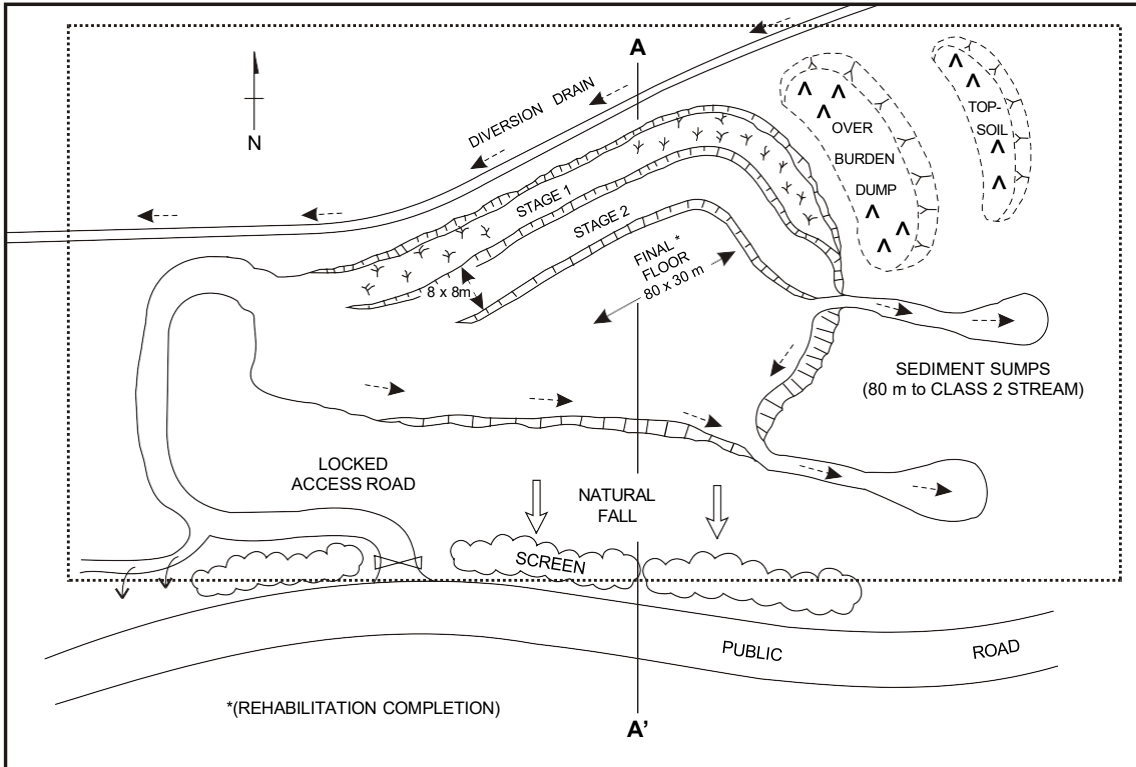 A
N
DIVERSION DRAIN
OVER
BURDEN
DUMP
TOP-
SOIL
STAGE 1
STAGE 2
8 x 8m
FINAL *
FLOOR
80 x 30 m
SEDIMENT SUMPS
(80 m to CLASS 2 STREAM)
LOCKED
ACCESS ROAD
NATURAL
FALL
SCREEN
PUBLIC ROAD
*(REHABILITATION COMPLETION)
A'